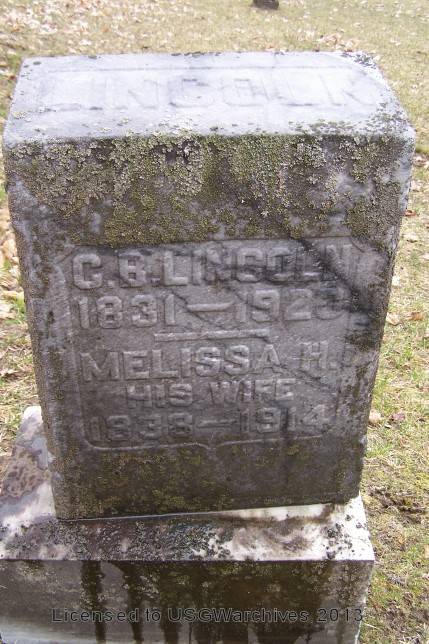 LINCOLN
C.B. LINCOLN
1831 — 1923
MELISSA H.
HIS WIFE
1838 — 1914
Licensed to USGWarchives 2013